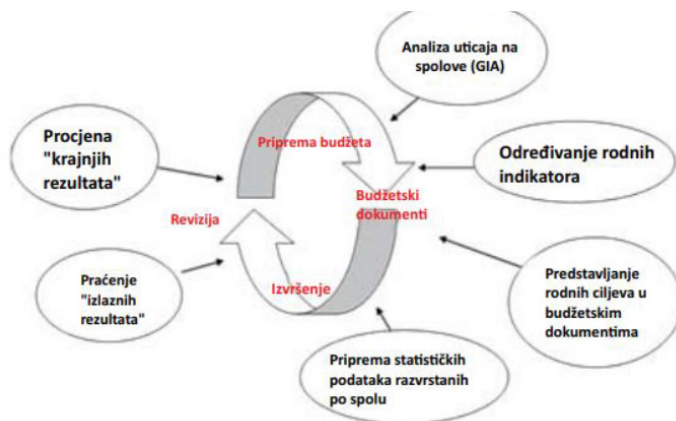 Analiza uticaja na
spolove (GIA)
Procjena
"krajnjih
rezultata"
Priprema budžeta
Određivanje rodnih
indikatora
Budžetski
dokumenti
Revizija
Praćenje
"izlaznih
rezultata"
Izvršenje
Predstavljanje
rodnih ciljeva u
budžetskim
dokumentima
Priprema statističkih
podataka razvrstanih
po spolu